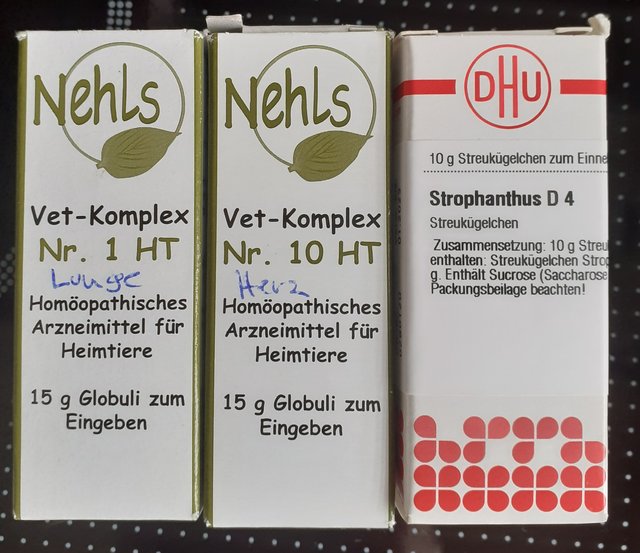 Nehls
Vet-Komplex
Nr. 1 HT
Lunge
Homöopathisches
Arzneimittel für
Heimtiere
15 g Globuli zum
Eingeben
Nehls
Vet-Komplex
Nr. 10 HT
Herz
Homöopathisches
Arzneimittel für
Heimtiere
15 g Globuli zum
Eingeben
DHU
10 g Streukügelchen zum Einne
Strophanthus D 4
Streukügelchen
Zusammensetzung: 10 g Streu
enthalten: Streukügelchen Strop
g. Enthält Sucrose (Saccharose
Packungsbeilage beachten!